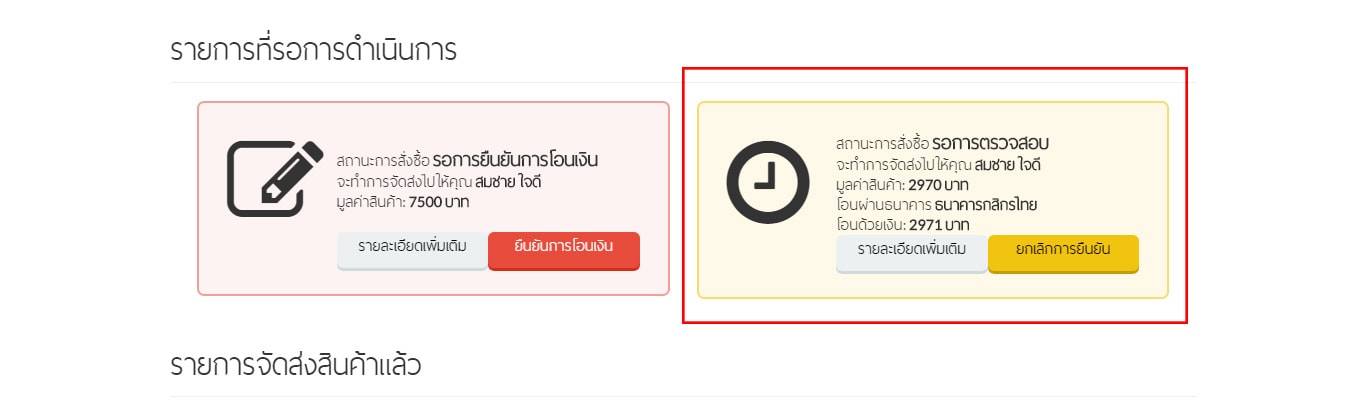 รายการที่รอการดำเนินการ
สถานะการสั่งซื้อ รอการยืนยันการโอนเงิน
จะทำการจัดส่งไปให้คุณ สมชาย ใจดี
มูลค่าสินค้า: 7500 บาท
รายละเอียดเพิ่มเติม
ยืนยันการโอนเงิน
สถานะการสั่งซื้อ รอการตรวจสอบ
จะทำการจัดส่งไปให้คุณ สมชาย ใจดี
มูลค่าสินค้า: 2970 บาท
โอนผ่านธนาคาร ธนาคารกสิกรไทย
โอนด้วยเงิน: 2971 บาท
รายละเอียดเพิ่มเติม
ยกเลิกการยืนยัน
รายการจัดส่งสินค้าแล้ว